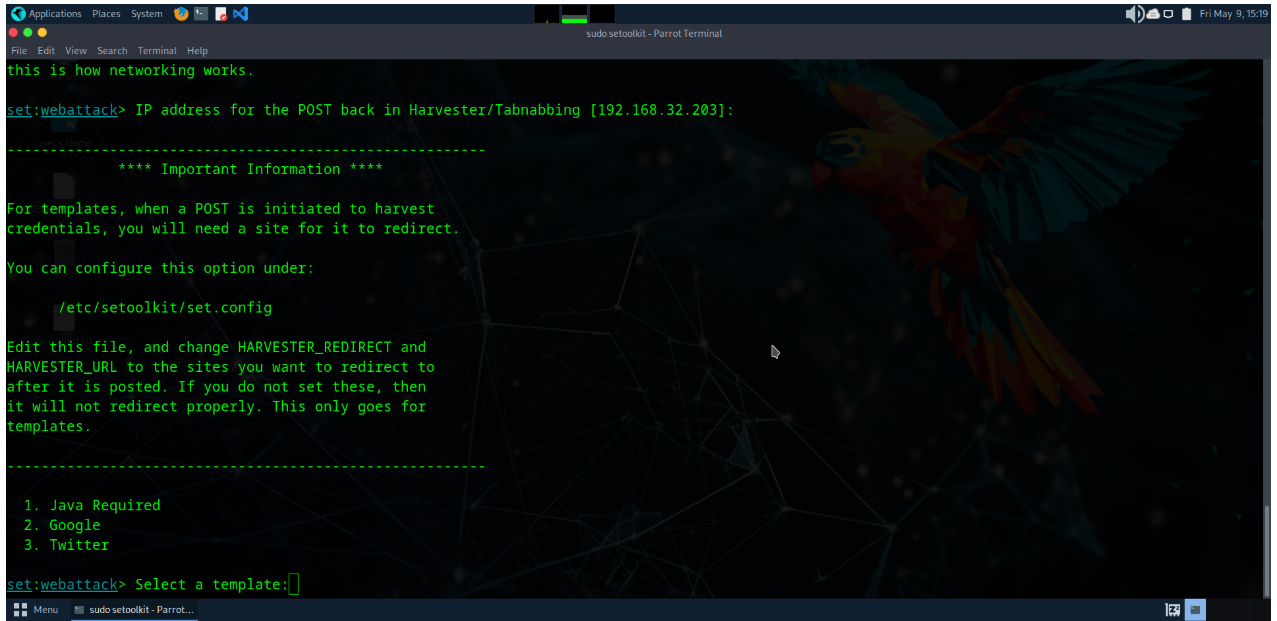 Applications Places System
Fri May 9, 15:19
sudo setoolkit - Parrot Terminal
File Edit View Search Terminal Help
this is how networking works.
set:webattack> IP address for the POST back in Harvester/Tabnabbing [192.168.32.203]:
-------------------------------------------------------
**** Important Information ****
For templates, when a POST is initiated to harvest
credentials, you will need a site for it to redirect.
You can configure this option under:
/etc/setoolkit/set.config
Edit this file, and change HARVESTER_REDIRECT and
HARVESTER_URL to the sites you want to redirect to
after it is posted. If you do not set these, then
it will not redirect properly. This only goes for
templates.
-------------------------------------------------------
1. Java Required
2. Google
3. Twitter
set:webattack> Select a template:
Menu sudo setoolkit - Parrot...